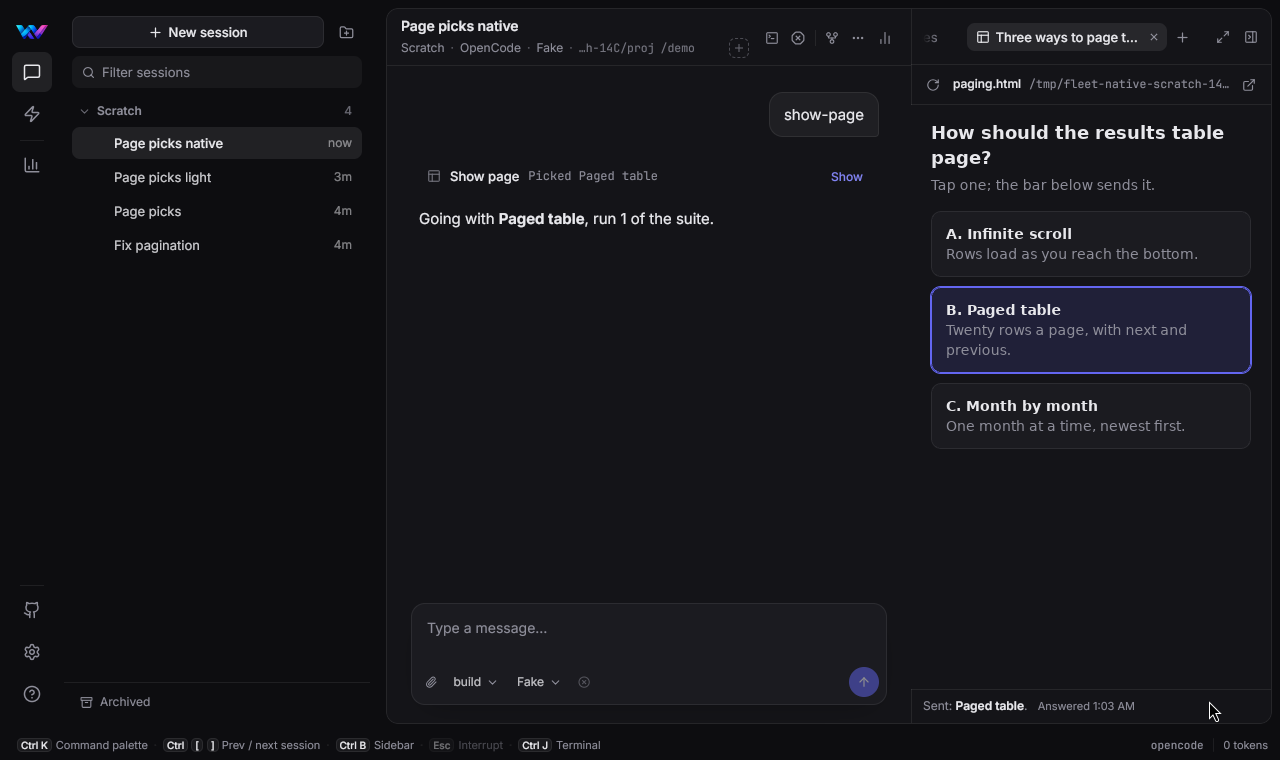 New session
Filter sessions
Scratch 4
Page picks native now
Page picks light 3m
Page picks 4m
Fix pagination 4m
Archived
Page picks native
Scratch · OpenCode · Fake · …h-14C/proj /demo
show-page
Show page Picked Paged table Show
Going with Paged table, run 1 of the suite.
Type a message...
build Fake
es Three ways to page t...
paging.html /tmp/fleet-native-scratch-14…
How should the results table
page?
Tap one; the bar below sends it.
A. Infinite scroll
Rows load as you reach the bottom.
B. Paged table
Twenty rows a page, with next and
previous.
C. Month by month
One month at a time, newest first.
Sent: Paged table. Answered 1:03 AM
Ctrl K Command palette · Ctrl [ ] Prev / next session · Ctrl B Sidebar · Esc Interrupt · Ctrl J Terminal opencode 0 tokens